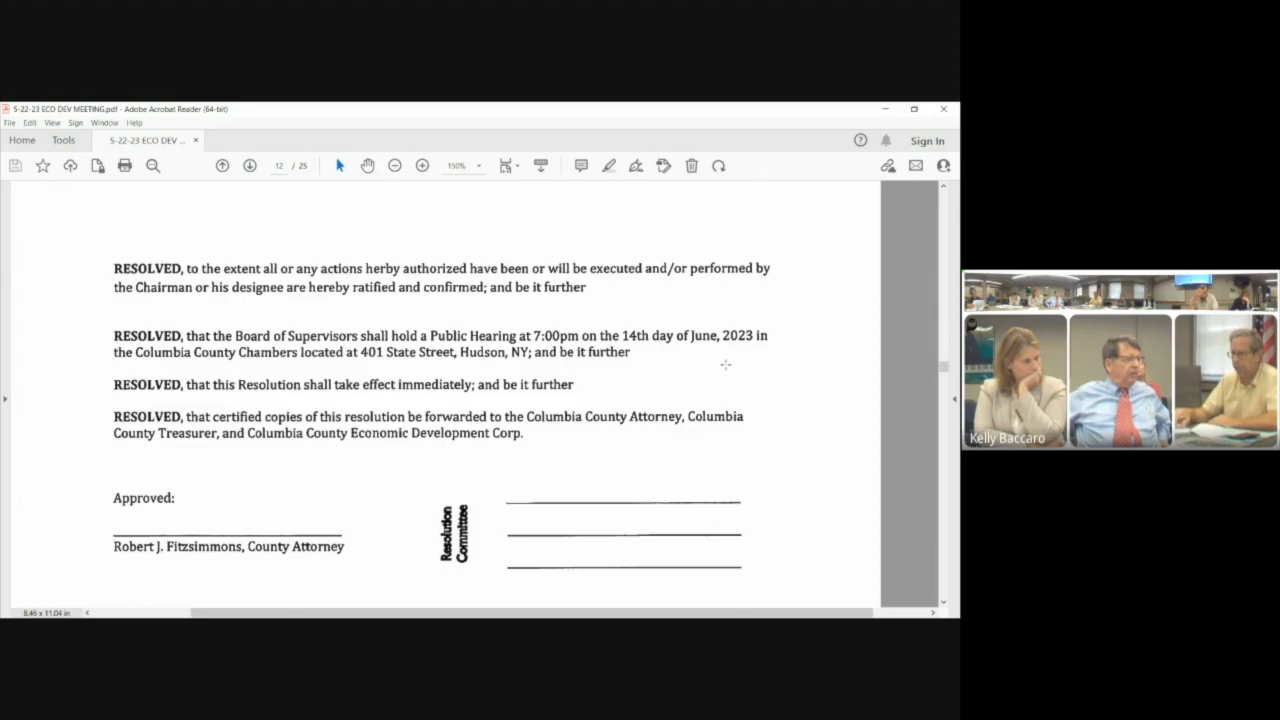 5-22-23 ECO DEV MEETING.pdf - Adobe Acrobat Reader (64-bit)
File Edit View Sign Window Help
Home Tools 5-22-23 ECO DEV ... × Sign In
12 / 25 150%
RESOLVED, to the extent all or any actions herby authorized have been or will be executed and/or performed by
the Chairman or his designee are hereby ratified and confirmed; and be it further
RESOLVED, that the Board of Supervisors shall hold a Public Hearing at 7:00pm on the 14th day of June, 2023 in
the Columbia County Chambers located at 401 State Street, Hudson, NY; and be it further
RESOLVED, that this Resolution shall take effect immediately; and be it further
RESOLVED, that certified copies of this resolution be forwarded to the Columbia County Attorney, Columbia
County Treasurer, and Columbia County Economic Development Corp.
Approved:
Robert J. Fitzsimmons, County Attorney
Resolution
Committee
8.46 x 11.04 in
Kelly Baccaro